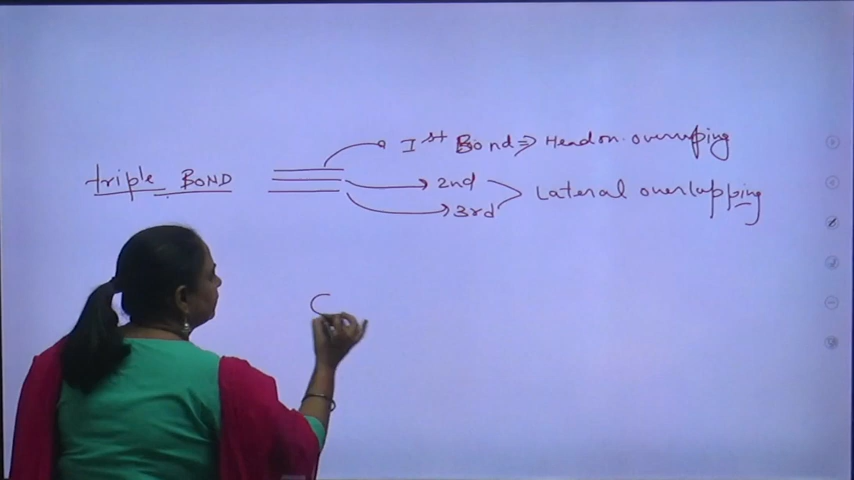 triple BOND
Ist Bond ⇒ Head on overlapping
2nd
3rd
Lateral overlapping
C